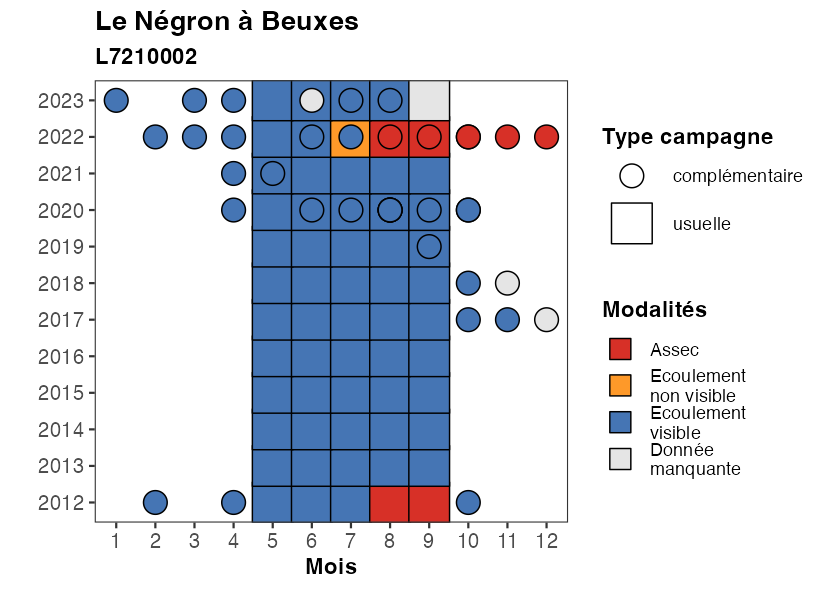 Le Négron à Beuxes
L7210002
2023
2022
2021
2020
2019
2018
2017
2016
2015
2014
2013
2012
1 2 3 4 5 6 7 8 9 10 11 12
Mois
Type campagne
complémentaire
usuelle
Modalités
Assec
Ecoulement
non visible
Ecoulement
visible
Donnée
manquante